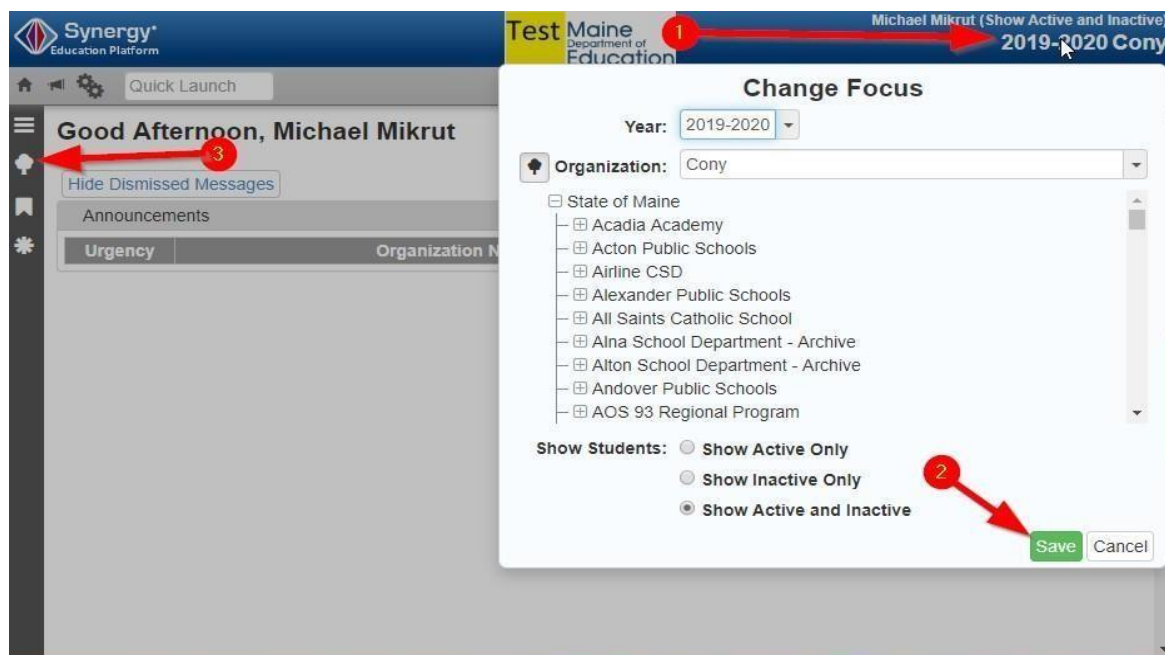 Synergy®
Education Platform
Test Maine
Department of
Education
1
Michael Mikrut (Show Active and Inactive)
2019-2020 Cony
Quick Launch
Good Afternoon, Michael Mikrut
3
Hide Dismissed Messages
Announcements
Urgency
Organization N
Change Focus
Year: 2019-2020
Organization: Cony
State of Maine
Acadia Academy
Acton Public Schools
Airline CSD
Alexander Public Schools
All Saints Catholic School
Alna School Department - Archive
Alton School Department - Archive
Andover Public Schools
AOS 93 Regional Program
Show Students: Show Active Only
Show Inactive Only
2
Show Active and Inactive
Save Cancel